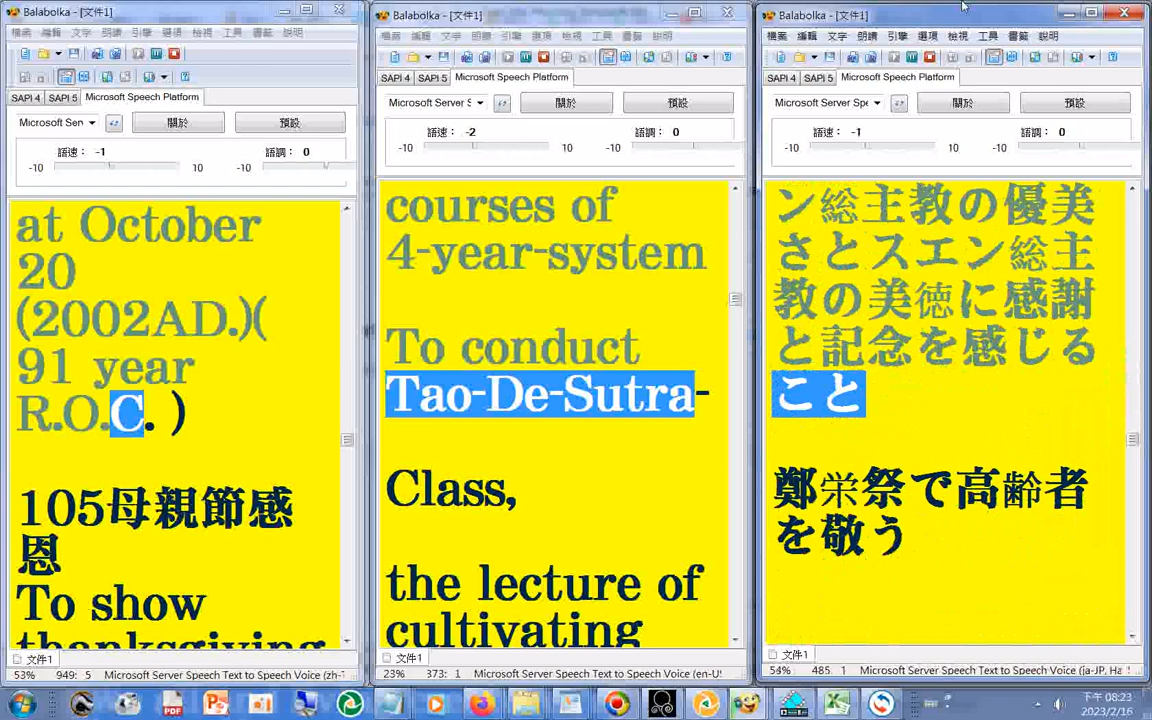 Balabolka - [文件1]
檔案 編輯 文字 朗讀 引擎 選項 檢視 工具 書籤 說明
SAPI 4 SAPI 5 Microsoft Speech Platform
Microsoft Ser
關於
預設
語速： -1
語調： 0
-10 10 -10
at October
20
(2002AD.)(
91 year
R.O.C. )
105母親節感
恩
To show
thanksgiving
文件1
53% 949: 5 Microsoft Server Speech Text to Speech Voice (zh-
Balabolka - [文件1]
檔案 編輯 文字 朗讀 引擎 選項 檢視 工具 書籤 說明
SAPI 4 SAPI 5 Microsoft Speech Platform
Microsoft Server S
關於
預設
語速： -2
語調： 0
-10 10 -10
courses of
4-year-system
To conduct
Tao-De-Sutra-
Class,
the lecture of
cultivating
文件1
23% 373: 1 Microsoft Server Speech Text to Speech Voice (en-U
Balabolka - [文件1]
檔案 編輯 文字 朗讀 引擎 選項 檢視 工具 書籤 說明
SAPI 4 SAPI 5 Microsoft Speech Platform
Microsoft Server Spe
關於
預設
語速： -1
語調： 0
-10 10 -10
ン総主教の優美
さとスエン総主
教の美徳に感謝
と記念を感じる
こと
鄭栄祭で高齢者
を敬う
文件1
54% 485: 1 Microsoft Server Speech Text to Speech Voice (ja-JP, Ha
下午 08:23
2023/2/16